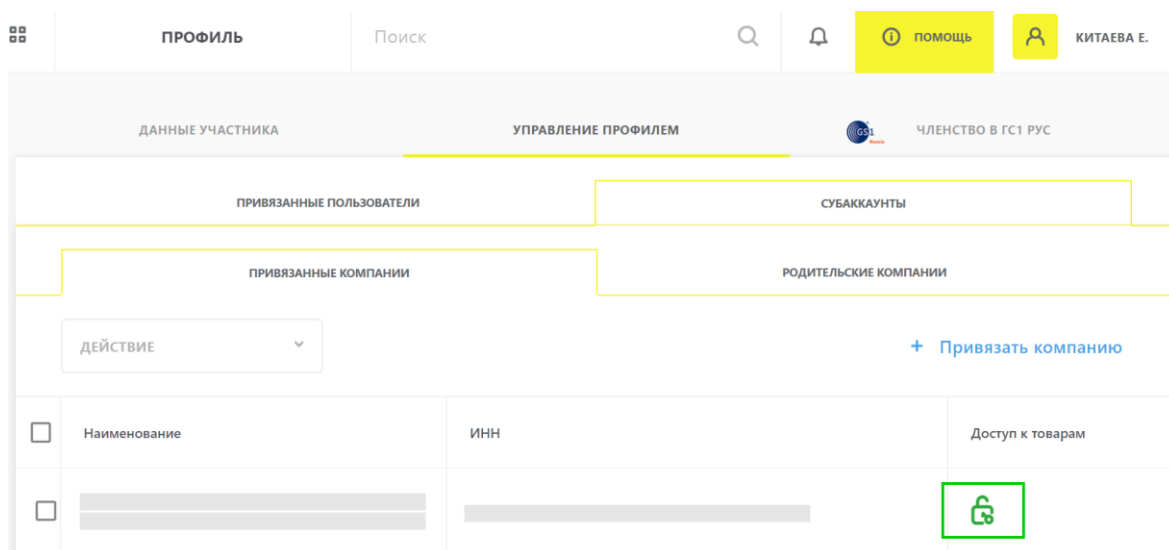 ПРОФИЛЬ
Поиск
ПОМОЩЬ
КИТАЕВА Е.
ДАННЫЕ УЧАСТНИКА
УПРАВЛЕНИЕ ПРОФИЛЕМ
GS1
Russia
ЧЛЕНСТВО В ГС1 РУС
ПРИВЯЗАННЫЕ ПОЛЬЗОВАТЕЛИ
СУБАККАУНТЫ
ПРИВЯЗАННЫЕ КОМПАНИИ
РОДИТЕЛЬСКИЕ КОМПАНИИ
ДЕЙСТВИЕ
+ Привязать компанию
Наименование
ИНН
Доступ к товарам